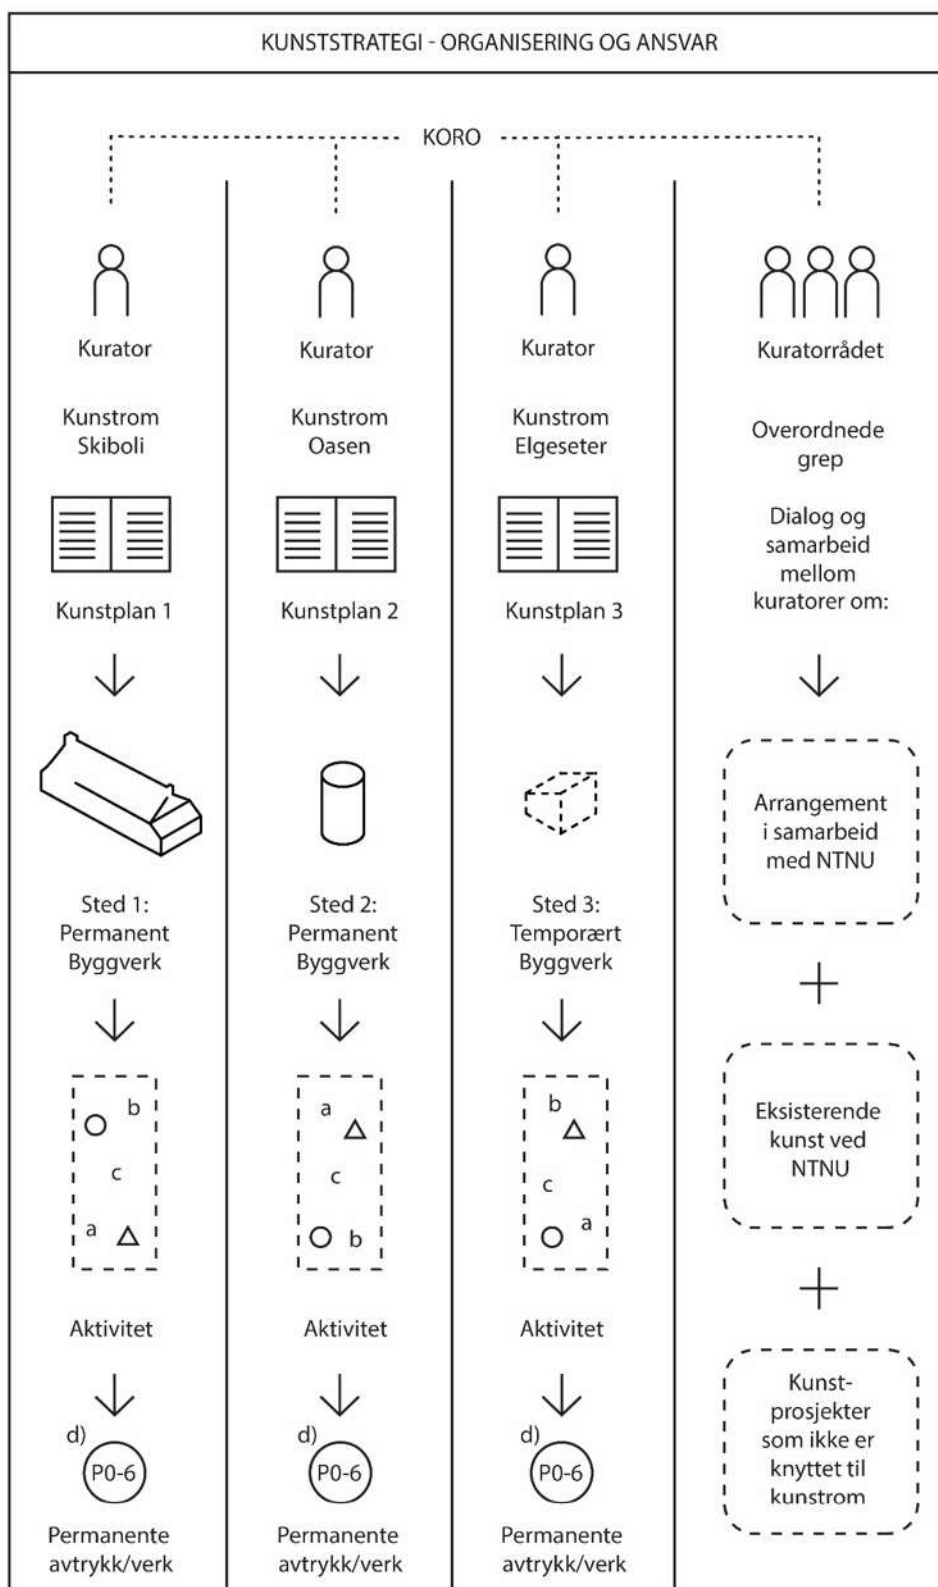 KUNSTSTRATEGI - ORGANISERING OG ANSVAR
KORO
Kurator
Kunstrom
Skiboli
Kunstplan 1
Sted 1:
Permanent
Byggverk
b
c
a
Aktivitet
d)
P0-6
Permanente
avtrykk/verk
Kurator
Kunstrom
Oasen
Kunstplan 2
Sted 2:
Permanent
Byggverk
a
c
b
Aktivitet
d)
P0-6
Permanente
avtrykk/verk
Kurator
Kunstrom
Elgeseter
Kunstplan 3
Sted 3:
Temporært
Byggverk
b
c
a
Aktivitet
d)
P0-6
Permanente
avtrykk/verk
Kuratorrådet
Overordnede
grep
Dialog og
samarbeid
mellom
kuratorer om:
Arrangement
i samarbeid
med NTNU
Eksisterende
kunst ved
NTNU
Kunst-
prosjekter
som ikke er
knyttet til
kunstrom